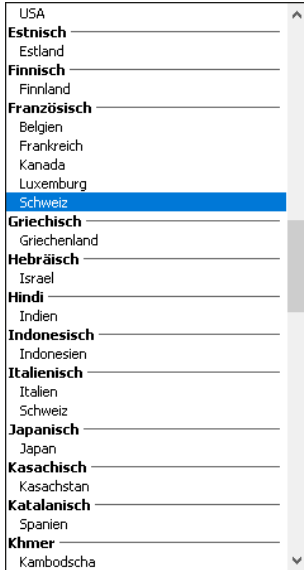 USA
Estnisch
Estland
Finnisch
Finnland
Französisch
Belgien
Frankreich
Kanada
Luxemburg
Schweiz
Griechisch
Griechenland
Hebräisch
Israel
Hindi
Indien
Indonesisch
Indonesien
Italienisch
Italien
Schweiz
Japanisch
Japan
Kasachisch
Kasachstan
Katalanisch
Spanien
Khmer
Kambodscha